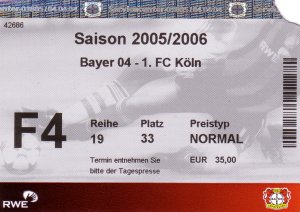 42686
Saison 2005/2006
Bayer 04 - 1. FC Köln
F4
Reihe Platz Preistyp
19 33 NORMAL
Termin entnehmen Sie EUR 35,00
bitte der Tagespresse
RWE
RWE